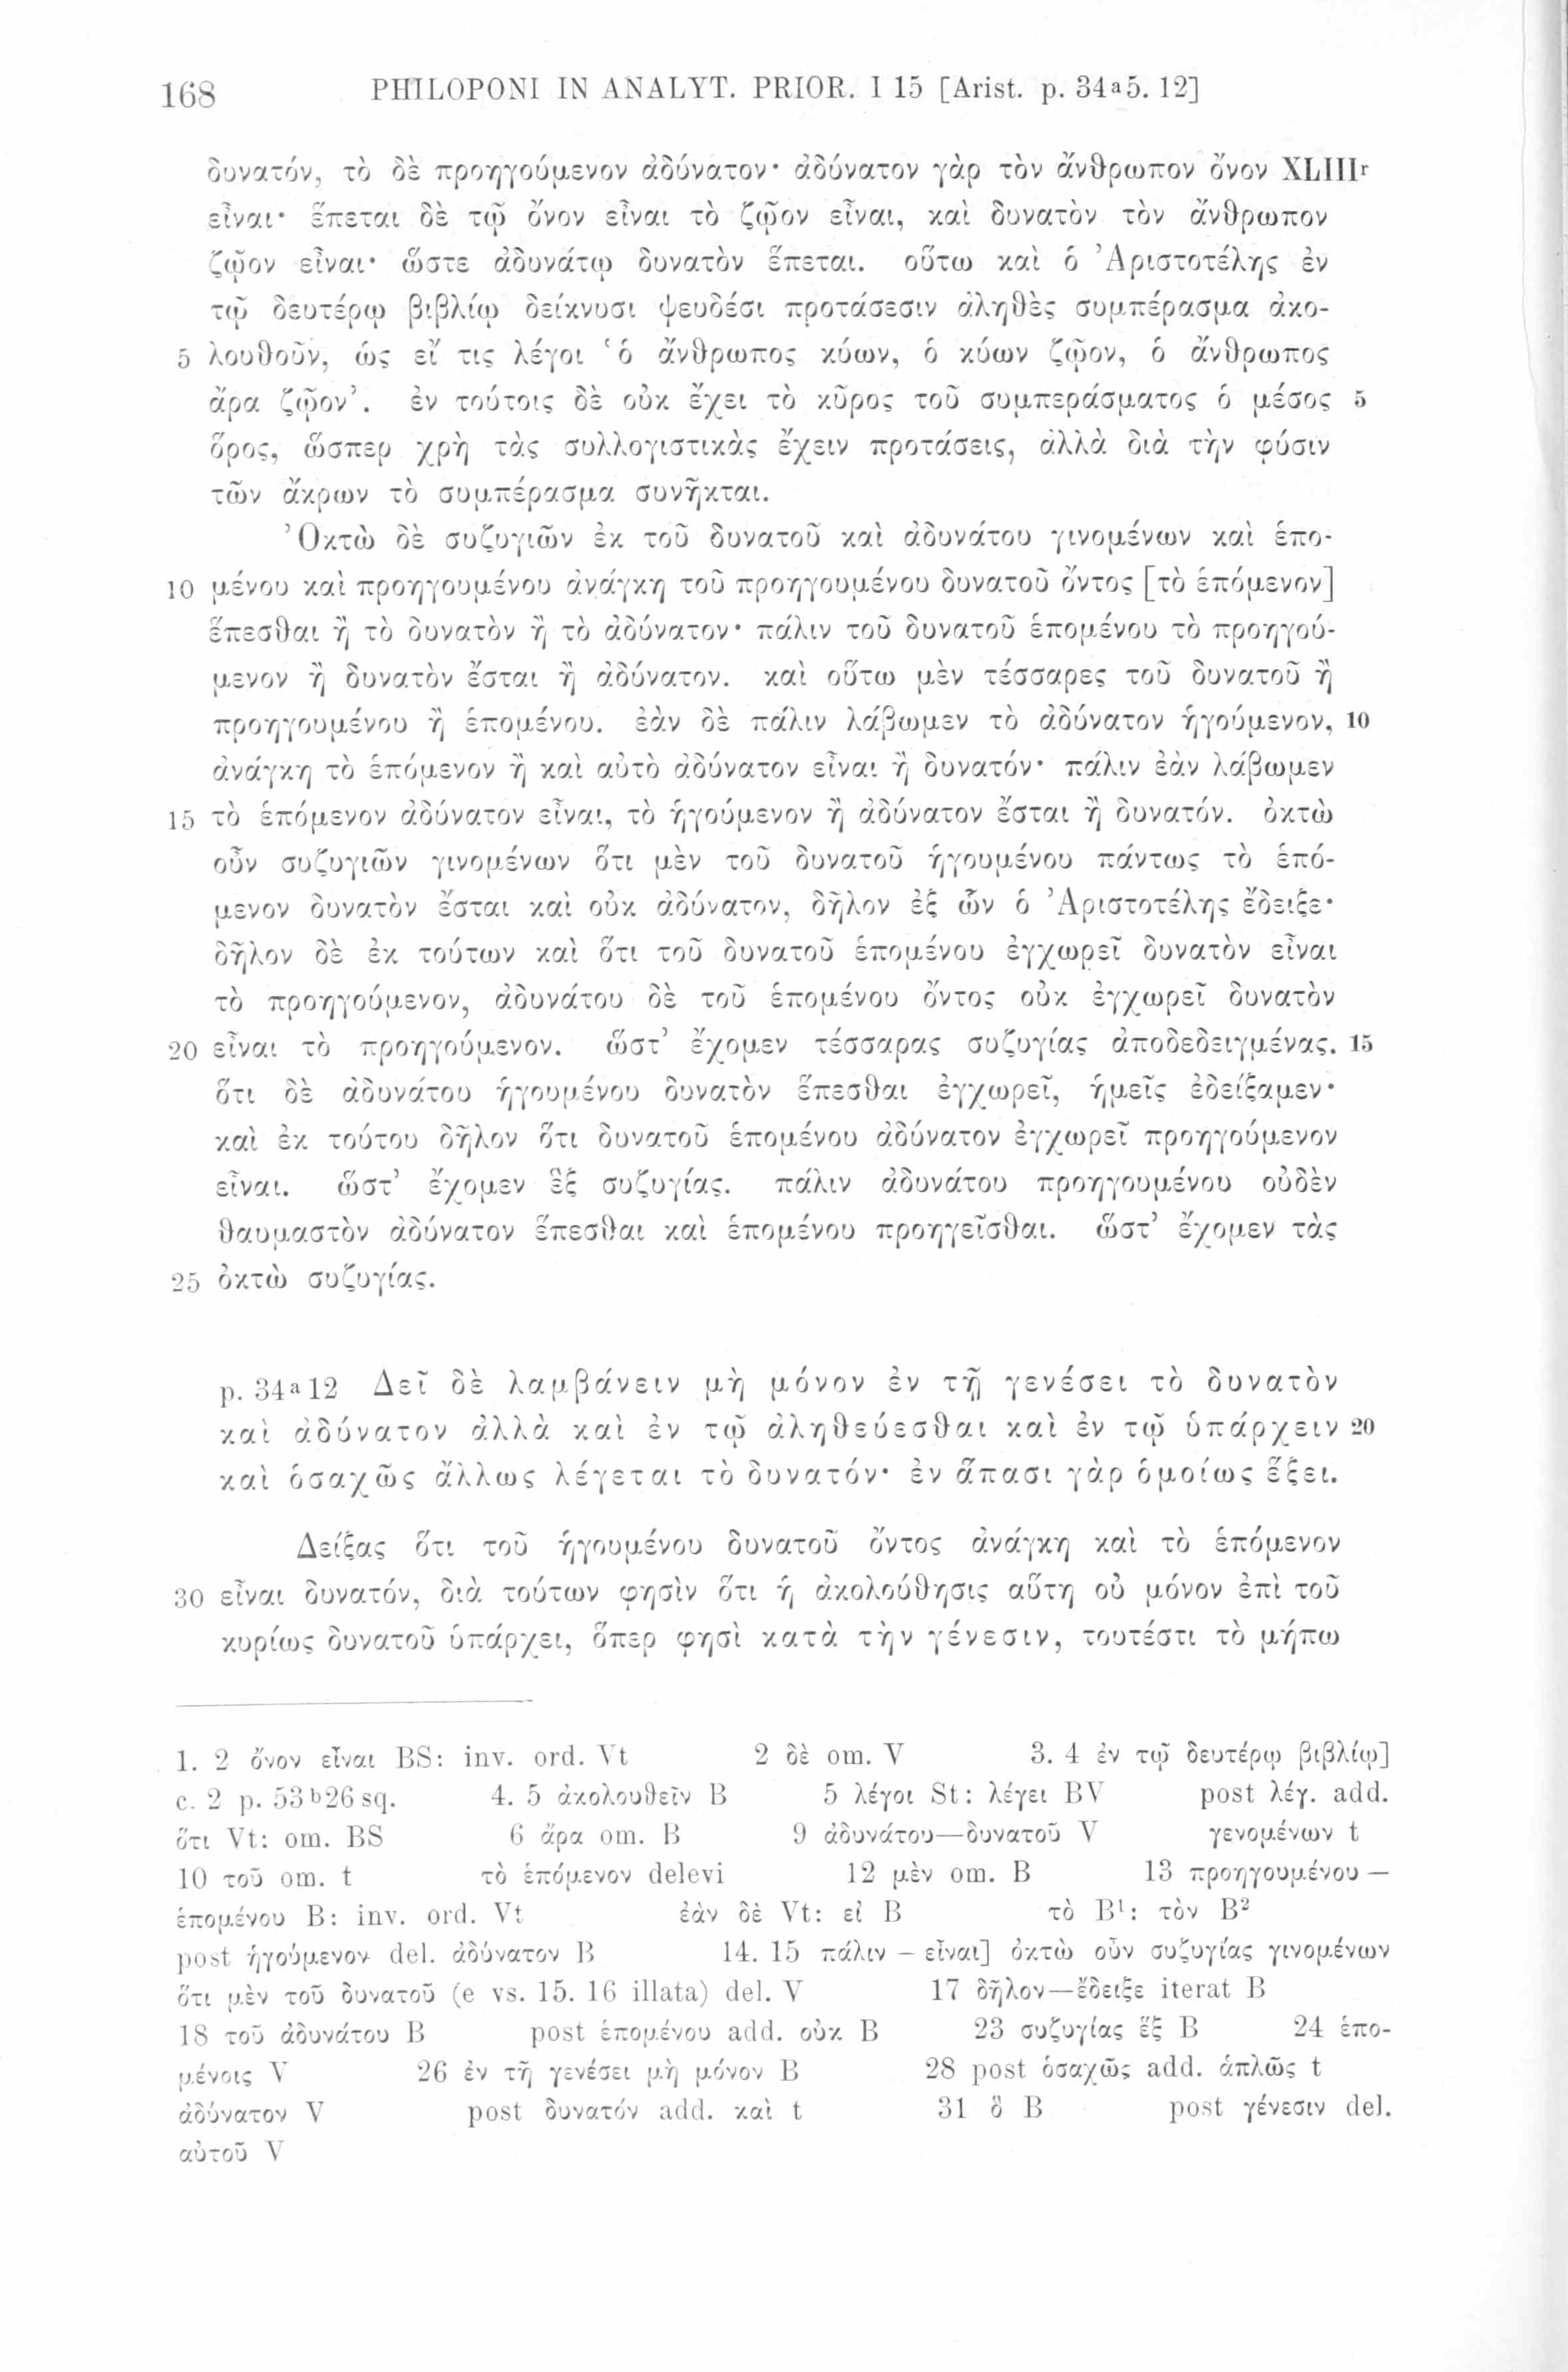 168 PHILOPONI IN ANALYT. PRIOR. I 15 [Arist. p. 34ᵃ5. 12]
δυνατόν, τὸ δὲ προηγούμενον ἀδύνατον· ἀδύνατον γὰρ τὸν ἄνθρωπον ὄνον XLIIIʳ
εἶναι· ἕπεται δὲ τῷ ὄνον εἶναι τὸ ζῷον εἶναι, καὶ δυνατὸν τὸν ἄνθρωπον
ζῷον εἶναι· ὥστε ἀδυνάτῳ δυνατὸν ἕπεται. οὕτω καὶ ὁ Ἀριστοτέλης ἐν
τῷ δευτέρῳ βιβλίῳ δείκνυσι ψευδέσι προτάσεσιν ἀληθὲς συμπέρασμα ἀκο-
5 λουθοῦν, ὡς εἴ τις λέγοι ‘ὁ ἄνθρωπος κύων, ὁ κύων ζῷον, ὁ ἄνθρωπος
ἄρα ζῷον’. ἐν τούτοις δὲ οὐκ ἔχει τὸ κῦρος τοῦ συμπεράσματος ὁ μέσος 5
ὅρος, ὥσπερ χρὴ τὰς συλλογιστικὰς ἔχειν προτάσεις, ἀλλὰ διὰ τὴν φύσιν
τῶν ἄκρων τὸ συμπέρασμα συνῆκται.
Ὀκτὼ δὲ συζυγιῶν ἐκ τοῦ δυνατοῦ καὶ ἀδυνάτου γινομένων καὶ ἑπο-
10 μένου καὶ προηγουμένου ἀνάγκη τοῦ προηγουμένου δυνατοῦ ὄντος [τὸ ἑπόμενον]
ἕπεσθαι ἢ τὸ δυνατὸν ἢ τὸ ἀδύνατον· πάλιν τοῦ δυνατοῦ ἑπομένου τὸ προηγού-
μενον ἢ δυνατὸν ἔσται ἢ ἀδύνατον. καὶ οὕτω μὲν τέσσαρες τοῦ δυνατοῦ ἢ
προηγουμένου ἢ ἑπομένου. ἐὰν δὲ πάλιν λάβωμεν τὸ ἀδύνατον ἡγούμενον, 10
ἀνάγκη τὸ ἑπόμενον ἢ καὶ αὐτὸ ἀδύνατον εἶναι ἢ δυνατόν· πάλιν ἐὰν λάβωμεν
15 τὸ ἑπόμενον ἀδύνατον εἶναι, τὸ ἡγούμενον ἢ ἀδύνατον ἔσται ἢ δυνατόν. ὀκτὼ
οὖν συζυγιῶν γινομένων ὅτι μὲν τοῦ δυνατοῦ ἡγουμένου πάντως τὸ ἑπό-
μενον δυνατὸν ἔσται καὶ οὐκ ἀδύνατον, δῆλον ἐξ ὧν ὁ Ἀριστοτέλης ἔδειξε·
δῆλον δὲ ἐκ τούτων καὶ ὅτι τοῦ δυνατοῦ ἑπομένου ἐγχωρεῖ δυνατὸν εἶναι
τὸ προηγούμενον, ἀδυνάτου δὲ τοῦ ἑπομένου ὄντος οὐκ ἐγχωρεῖ δυνατὸν
20 εἶναι τὸ προηγούμενον. ὥστ’ ἔχομεν τέσσαρας συζυγίας ἀποδεδειγμένας. 15
ὅτι δὲ ἀδυνάτου ἡγουμένου δυνατὸν ἕπεσθαι ἐγχωρεῖ, ἡμεῖς ἐδείξαμεν·
καὶ ἐκ τούτου δῆλον ὅτι δυνατοῦ ἑπομένου ἀδύνατον ἐγχωρεῖ προηγούμενον
εἶναι. ὥστ’ ἔχομεν ἓξ συζυγίας. πάλιν ἀδυνάτου προηγουμένου οὐδὲν
θαυμαστὸν ἀδύνατον ἕπεσθαι καὶ ἑπομένου προηγεῖσθαι. ὥστ’ ἔχομεν τὰς
25 ὀκτὼ συζυγίας.
p. 34ᵃ12 Δεῖ δὲ λαμβάνειν μὴ μόνον ἐν τῇ γενέσει τὸ δυνατὸν
καὶ ἀδύνατον ἀλλὰ καὶ ἐν τῷ ἀληθεύεσθαι καὶ ἐν τῷ ὑπάρχειν 20
καὶ ὁσαχῶς ἄλλως λέγεται τὸ δυνατόν· ἐν ἅπασι γὰρ ὁμοίως ἕξει.
Δείξας ὅτι τοῦ ἡγουμένου δυνατοῦ ὄντος ἀνάγκη καὶ τὸ ἑπόμενον
30 εἶναι δυνατόν, διὰ τούτων φησὶν ὅτι ἡ ἀκολούθησις αὕτη οὐ μόνον ἐπὶ τοῦ
κυρίως δυνατοῦ ὑπάρχει, ὅπερ φησὶ κατὰ τὴν γένεσιν, τουτέστι τὸ μήπω
1. 2 ὄνον εἶναι BS: inv. ord. Vt 2 δὲ om. V 3. 4 ἐν τῷ δευτέρῳ βιβλίῳ]
c. 2 p. 53ᵇ26 sq. 4. 5 ἀκολουθεῖν B 5 λέγοι St: λέγει BV post λέγ. add.
ὅτι Vt: om. BS 6 ἄρα om. B 9 ἀδυνάτου—δυνατοῦ V γενομένων t
10 τοῦ om. t τὸ ἑπόμενον delevi 12 μὲν om. B 13 προηγουμένου —
ἑπομένου B: inv. ord. Vt ἐὰν δὲ Vt: εἰ B τὸ B¹: τὸν B²
post ἡγούμενον del. ἀδύνατον B 14. 15 πάλιν – εἶναι] ὀκτὼ οὖν συζυγίας γινομένων
ὅτι μὲν τοῦ δυνατοῦ (e vs. 15. 16 illata) del. V 17 δῆλον—ἔδειξε iterat B
18 τοῦ ἀδυνάτου B post ἑπομένου add. οὐκ B 23 συζυγίας ἓξ B 24 ἑπο-
μένοις V 26 ἐν τῇ γενέσει μὴ μόνον B 28 post ὁσαχῶς add. ἁπλῶς t
ἀδύνατον V post δυνατόν add. καὶ t 31 ὃ B post γένεσιν del.
αὐτοῦ V